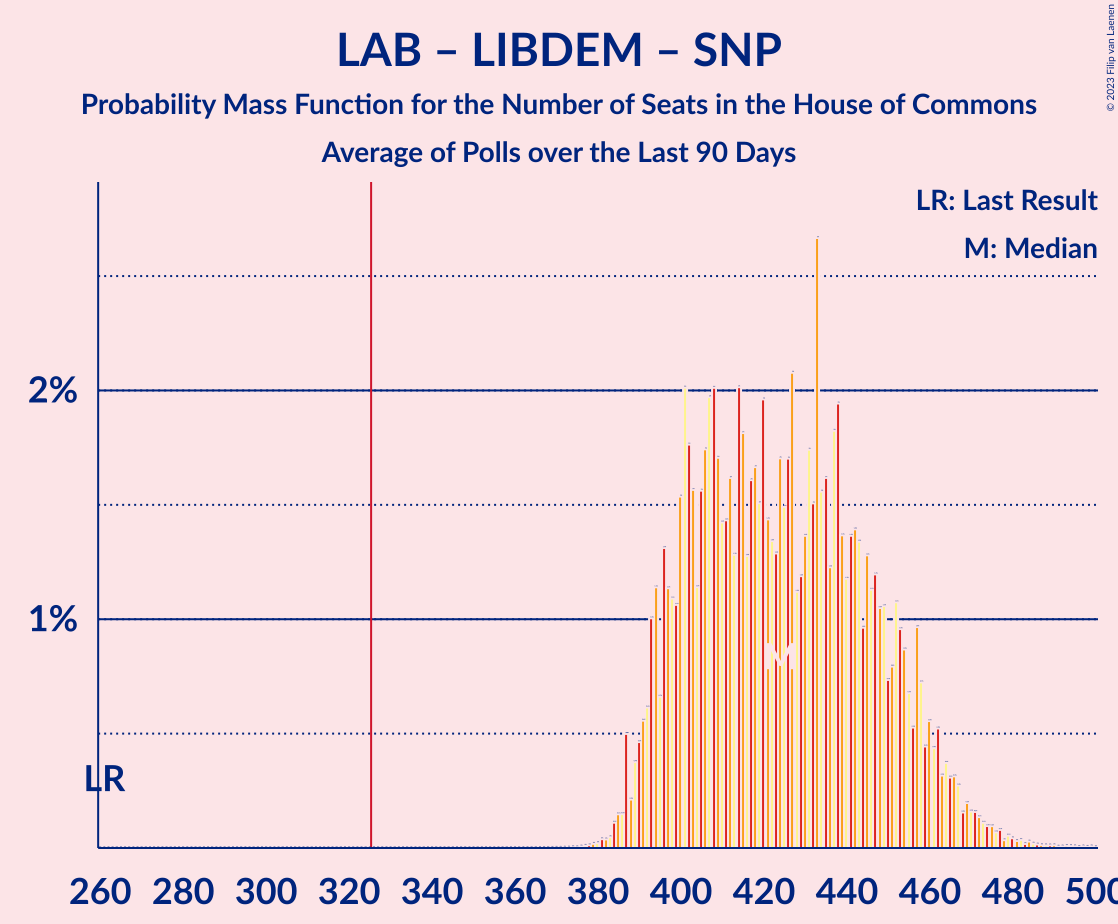 LAB – LIBDEM – SNP
Probability Mass Function for the Number of Seats in the House of Commons
Average of Polls over the Last 90 Days
© 2023 Filip van Laenen
LR: Last Result
M: Median
2%
1%
M
LR
260 280 300 320 340 360 380 400 420 440 460 480 500